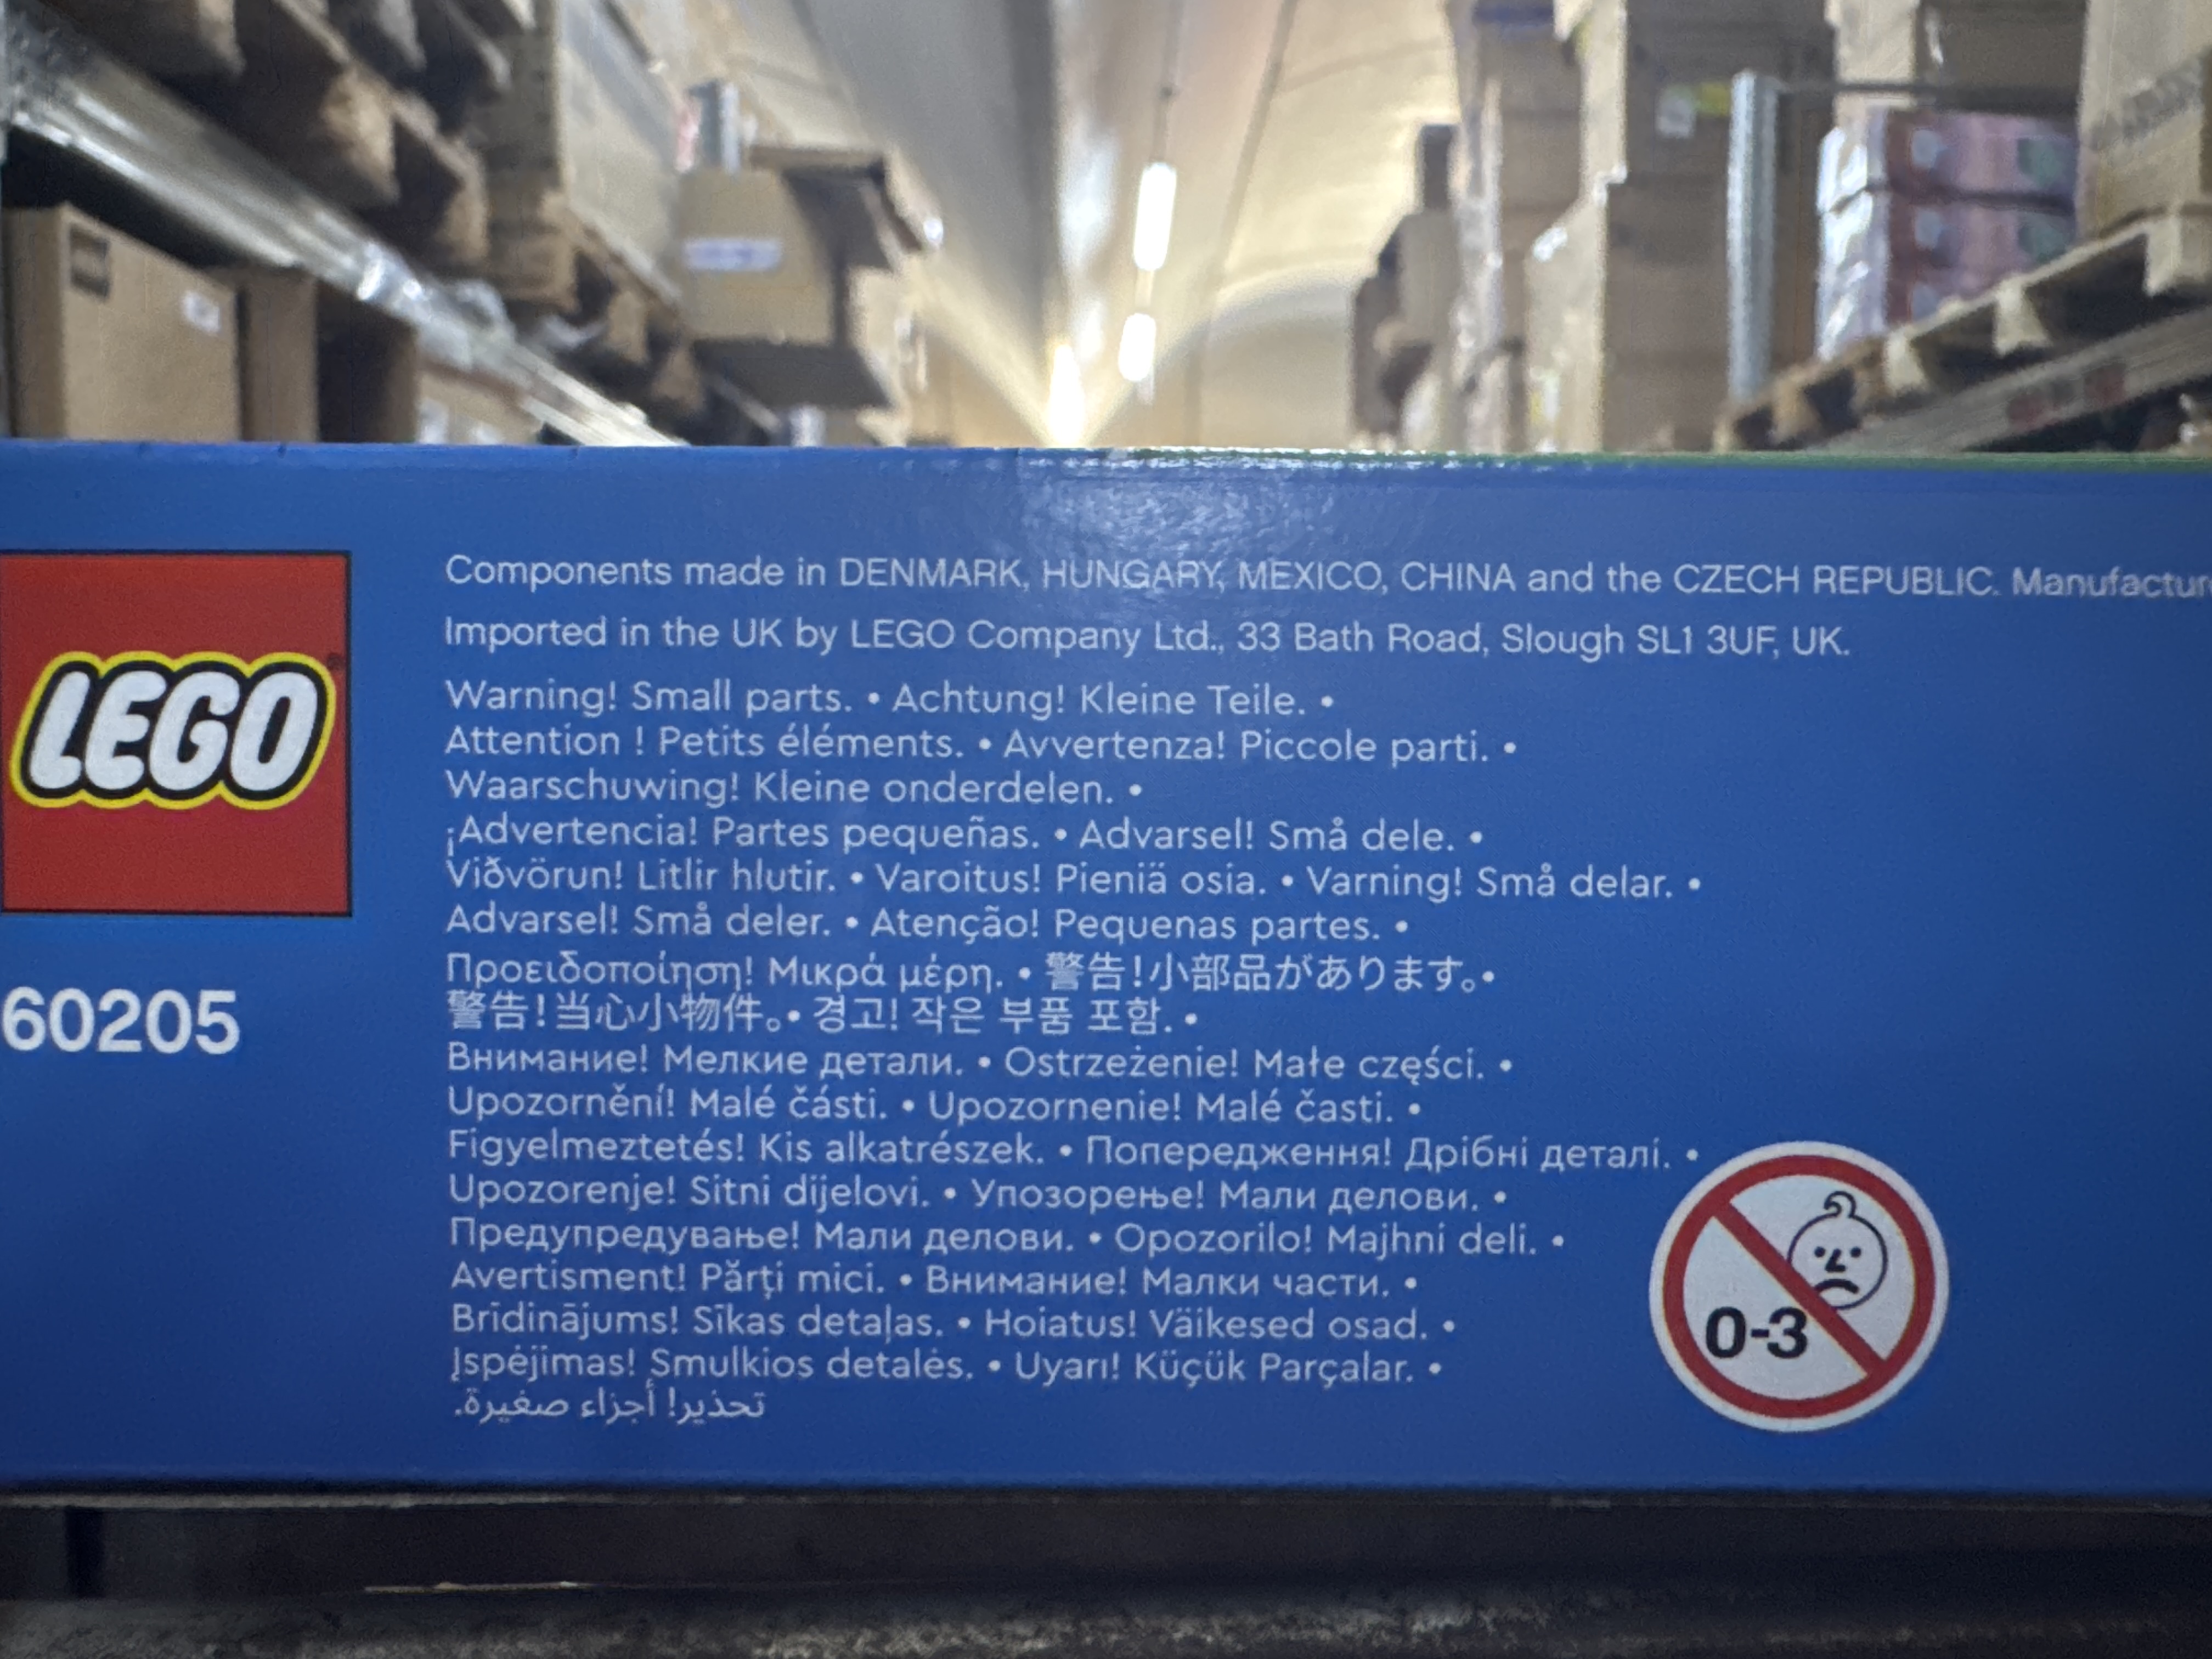 LEGO
60205
Components made in DENMARK, HUNGARY, MEXICO, CHINA and the CZECH REPUBLIC.
Imported in the UK by LEGO Company Ltd., 33 Bath Road, Slough SL1 3UF, UK.
Warning! Small parts. • Achtung! Kleine Teile. •
Attention ! Petits éléments. • Avvertenza! Piccole parti. •
Waarschuwing! Kleine onderdelen. •
¡Advertencia! Partes pequeñas. • Advarsel! Små dele. •
Viðvörun! Litlir hlutir. • Varoitus! Pieniä osia. • Varning! Små delar. •
Advarsel! Små deler. • Atenção! Pequenas partes. •
Προειδοποίηση! Μικρά μέρη. • 警告!小部品があります。•
警告!当心小物件。• 경고! 작은 부품 포함. •
Внимание! Мелкие детали. • Ostrzeżenie! Małe części. •
Upozornění! Malé části. • Upozornenie! Malé časti. •
Figyelmeztetés! Kis alkatrészek. • Попередження! Дрібні деталі. •
Upozorenje! Sitni dijelovi. • Упозорење! Мали делови. •
Предупредување! Мали делови. • Opozorilo! Majhni deli. •
Avertisment! Părți mici. • Внимание! Малки части. •
Brīdinājums! Sīkas detaļas. • Hoiatus! Väikesed osad. •
Įspėjimas! Smulkios detalės. • Uyarı! Küçük Parçalar. •
تحذير! أجزاء صغيرة.
0-3